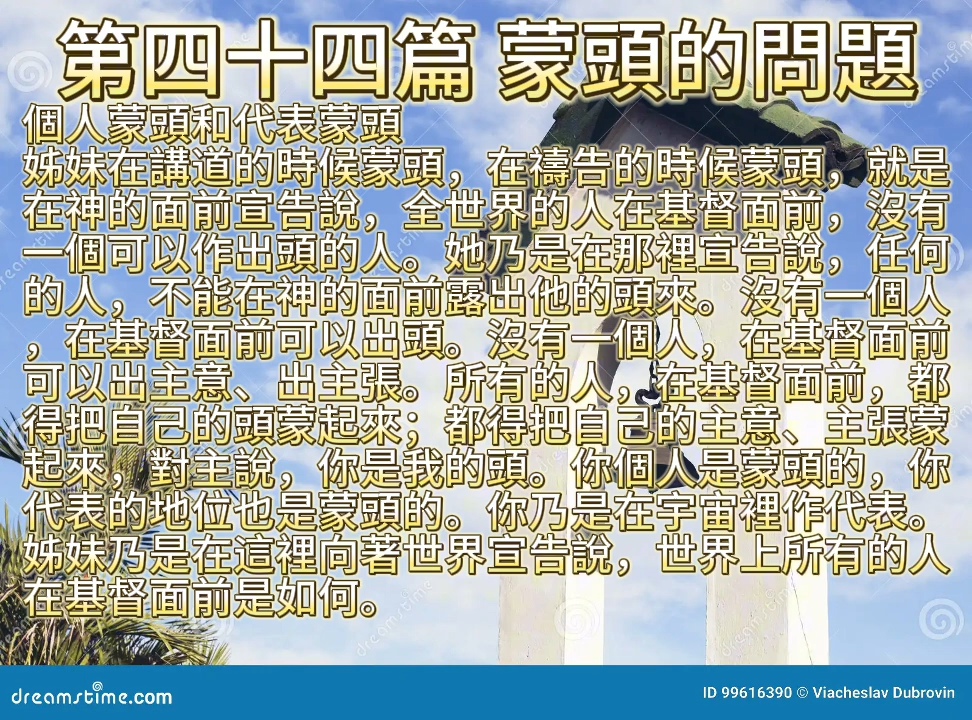 第四十四篇 蒙頭的問題
個人蒙頭和代表蒙頭
姊妹在講道的時候蒙頭，在禱告的時候蒙頭，就是
在神的面前宣告說，全世界的人在基督面前，沒有
一個可以作出頭的人。她乃是在那裡宣告說，任何
的人，不能在神的面前露出他的頭來。沒有一個人
，在基督面前可以出頭。沒有一個人，在基督面前
可以出主意、出主張。所有的人，在基督面前，都
得把自己的頭蒙起來；都得把自己的主意、主張蒙
起來，對主說，你是我的頭。你個人是蒙頭的，你
代表的地位也是蒙頭的。你乃是在宇宙裡作代表。
姊妹乃是在這裡向著世界宣告說，世界上所有的人
在基督面前是如何。
dreamstime.com
ID 99616390 © Viacheslav Dubrovin